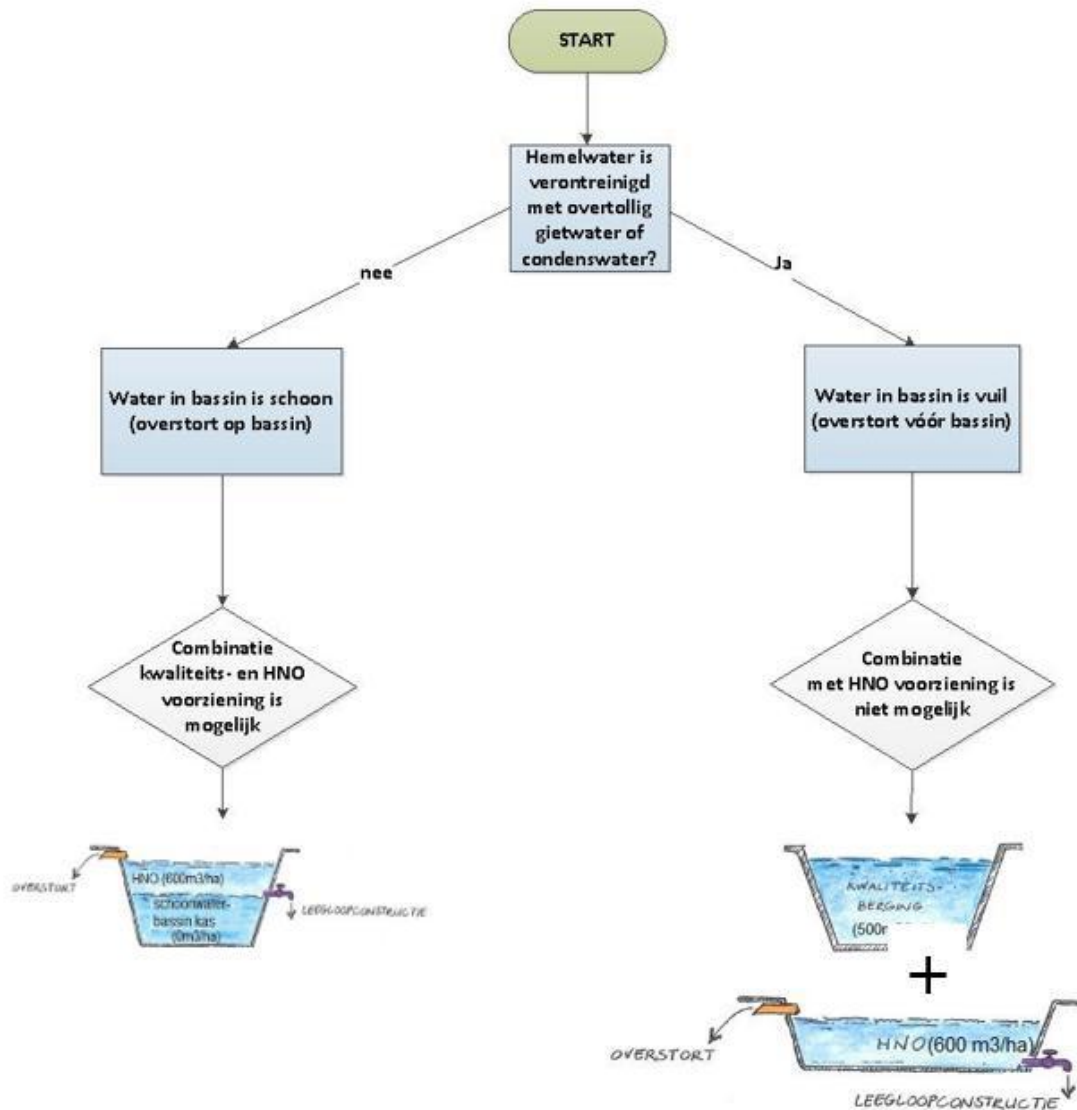 START
Hemelwater is
verontreinigd
met overtollig
gietwater of
condenswater?
nee
Ja
Water in bassin is schoon
(overstort op bassin)
Water in bassin is vuil
(overstort vóór bassin)
Combinatie
kwaliteits- en HNO
voorziening is
mogelijk
Combinatie
met HNO voorziening is
niet mogelijk
OVERSTORT
HNO (600m3/ha)
schoonwater-
bassin kas
(0m3/ha)
LEEGLOOPCONSTRUCTIE
KWALITEITS-
BERGING
(500
+
OVERSTORT
HNO (600 m3/ha)
LEEGLOOPCONSTRUCTIE